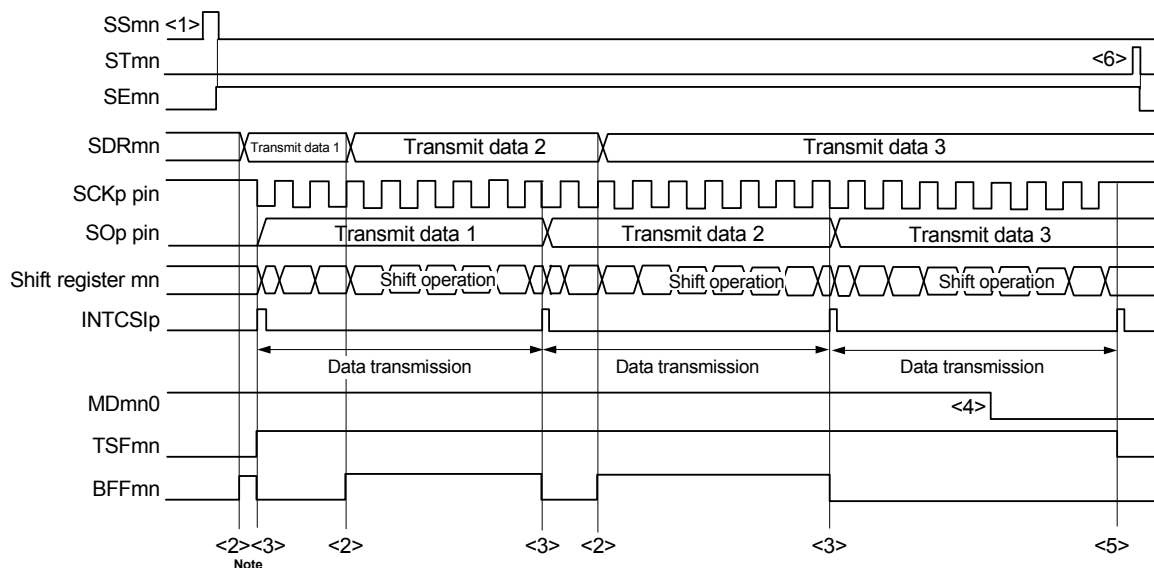 SSmn <1>
STmn <6>
SEmn
SDRmn Transmit data 1 Transmit data 2 Transmit data 3
SCKp pin
SOp pin Transmit data 1 Transmit data 2 Transmit data 3
Shift register mn Shift operation Shift operation Shift operation
INTCSIp
Data transmission Data transmission Data transmission
MDmn0 <4>
TSFmn
BFFmn
<2><3> <2> <3> <2> <3> <5>
Note